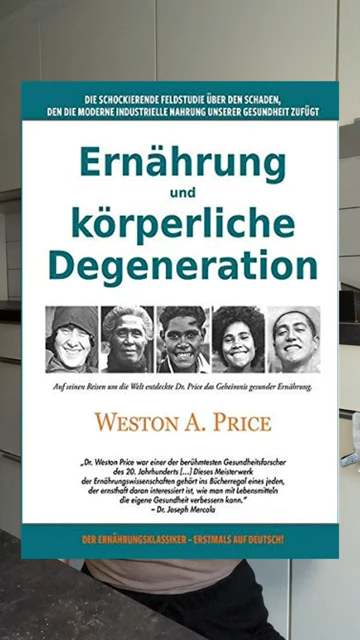 DIE SCHOCKIERENDE FELDSTUDIE ÜBER DEN SCHADEN,
DEN DIE MODERNE INDUSTRIELLE NAHRUNG UNSERER GESUNDHEIT ZUFÜGT
Ernährung
und
körperliche
Degeneration
Auf seinen Reisen um die Welt entdeckte Dr. Price das Geheimnis gesunder Ernährung.
WESTON A. PRICE
„Dr. Weston Price war einer der berühmtesten Gesundheitsforscher
des 20. Jahrhunderts [...] Dieses Meisterwerk
der Ernährungswissenschaften gehört ins Bücherregal eines jeden,
der ernsthaft daran interessiert ist, wie man mit Lebensmitteln
die eigene Gesundheit verbessern kann.“
– Dr. Joseph Mercola
DER ERNÄHRUNGSKLASSIKER – ERSTMALS AUF DEUTSCH!